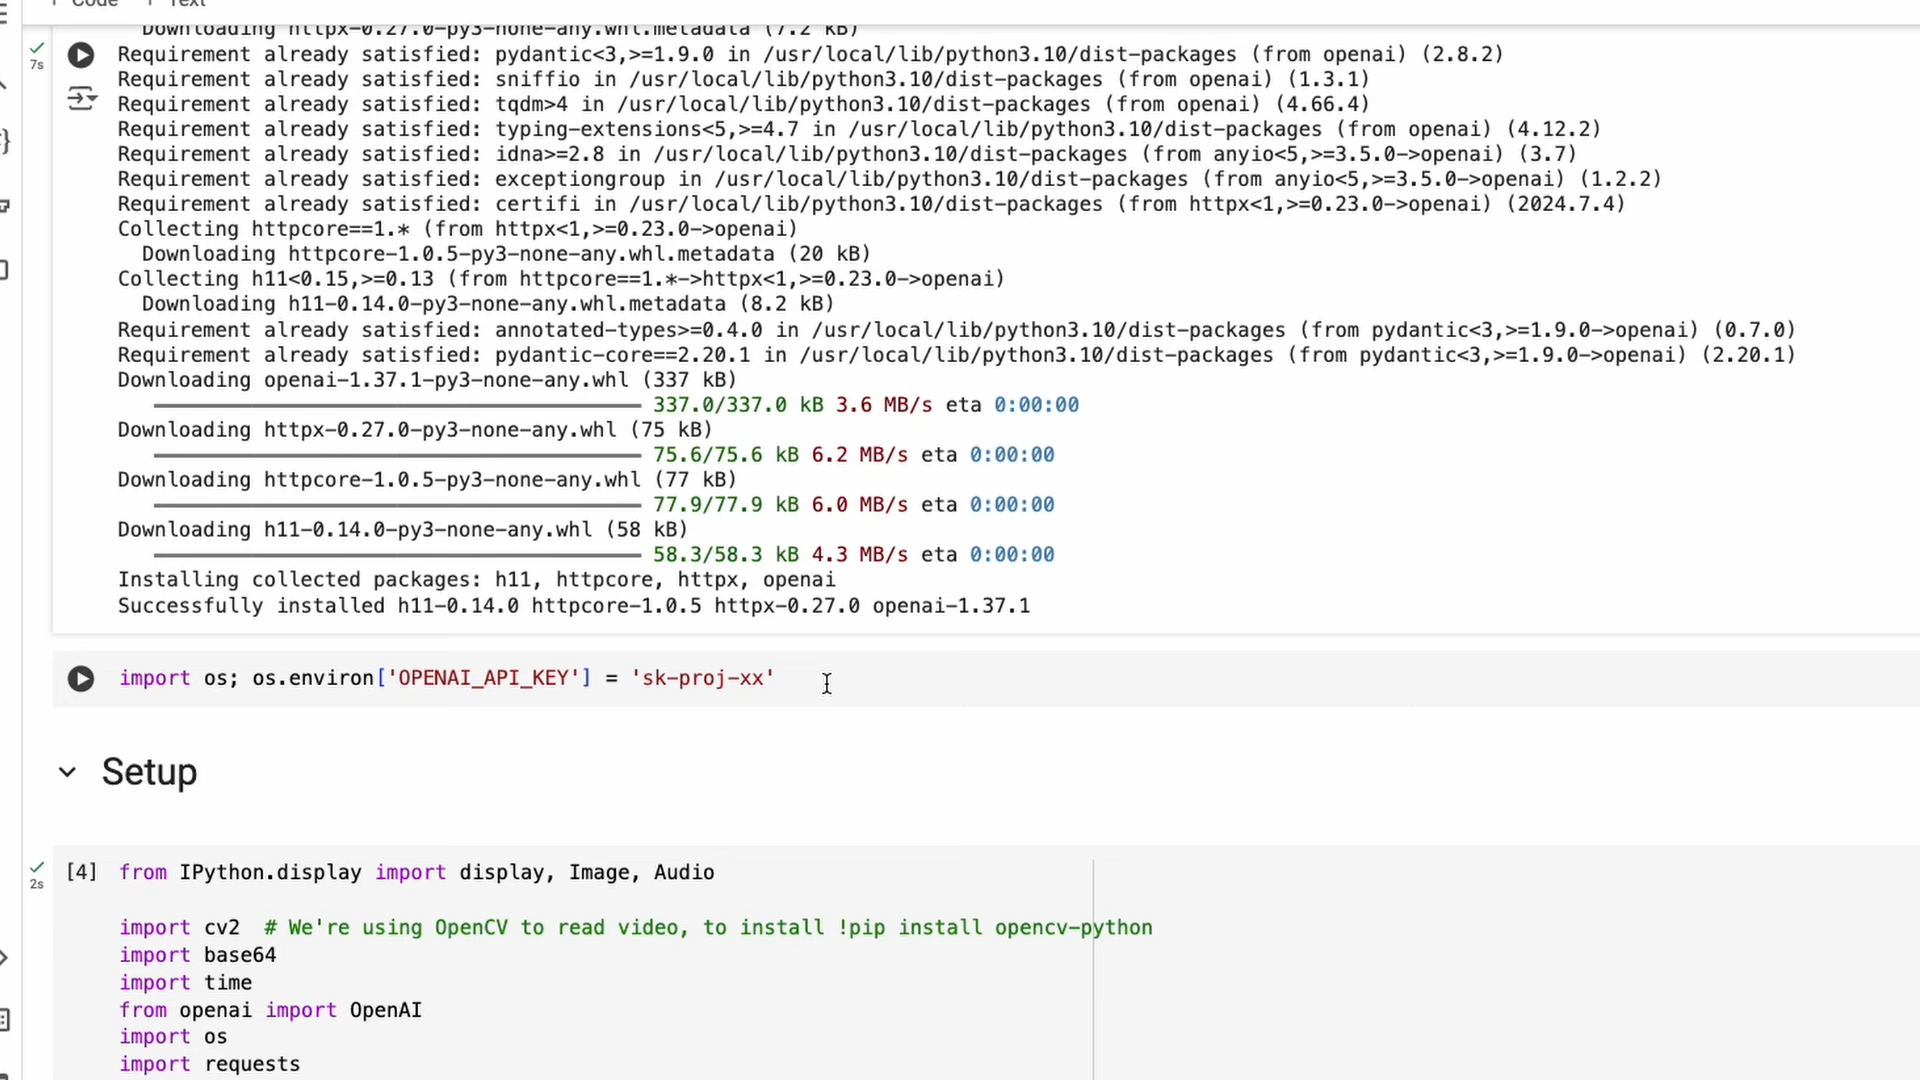 + Code + Text
Downloading httpx-0.27.0-py3-none-any.whl.metadata (7.2 kB)
7s
Requirement already satisfied: pydantic<3,>=1.9.0 in /usr/local/lib/python3.10/dist-packages (from openai) (2.8.2)
Requirement already satisfied: sniffio in /usr/local/lib/python3.10/dist-packages (from openai) (1.3.1)
Requirement already satisfied: tqdm>4 in /usr/local/lib/python3.10/dist-packages (from openai) (4.66.4)
Requirement already satisfied: typing-extensions<5,>=4.7 in /usr/local/lib/python3.10/dist-packages (from openai) (4.12.2)
Requirement already satisfied: idna>=2.8 in /usr/local/lib/python3.10/dist-packages (from anyio<5,>=3.5.0->openai) (3.7)
Requirement already satisfied: exceptiongroup in /usr/local/lib/python3.10/dist-packages (from anyio<5,>=3.5.0->openai) (1.2.2)
Requirement already satisfied: certifi in /usr/local/lib/python3.10/dist-packages (from httpx<1,>=0.23.0->openai) (2024.7.4)
Collecting httpcore==1.* (from httpx<1,>=0.23.0->openai)
Downloading httpcore-1.0.5-py3-none-any.whl.metadata (20 kB)
Collecting h11<0.15,>=0.13 (from httpcore==1.*->httpx<1,>=0.23.0->openai)
Downloading h11-0.14.0-py3-none-any.whl.metadata (8.2 kB)
Requirement already satisfied: annotated-types>=0.4.0 in /usr/local/lib/python3.10/dist-packages (from pydantic<3,>=1.9.0->openai) (0.7.0)
Requirement already satisfied: pydantic-core==2.20.1 in /usr/local/lib/python3.10/dist-packages (from pydantic<3,>=1.9.0->openai) (2.20.1)
Downloading openai-1.37.1-py3-none-any.whl (337 kB)
337.0/337.0 kB 3.6 MB/s eta 0:00:00
Downloading httpx-0.27.0-py3-none-any.whl (75 kB)
75.6/75.6 kB 6.2 MB/s eta 0:00:00
Downloading httpcore-1.0.5-py3-none-any.whl (77 kB)
77.9/77.9 kB 6.0 MB/s eta 0:00:00
Downloading h11-0.14.0-py3-none-any.whl (58 kB)
58.3/58.3 kB 4.3 MB/s eta 0:00:00
Installing collected packages: h11, httpcore, httpx, openai
Successfully installed h11-0.14.0 httpcore-1.0.5 httpx-0.27.0 openai-1.37.1
import os; os.environ['OPENAI_API_KEY'] = 'sk-proj-xx'
Setup
2s
[4] from IPython.display import display, Image, Audio
import cv2 # We're using OpenCV to read video, to install !pip install opencv-python
import base64
import time
from openai import OpenAI
import os
import requests